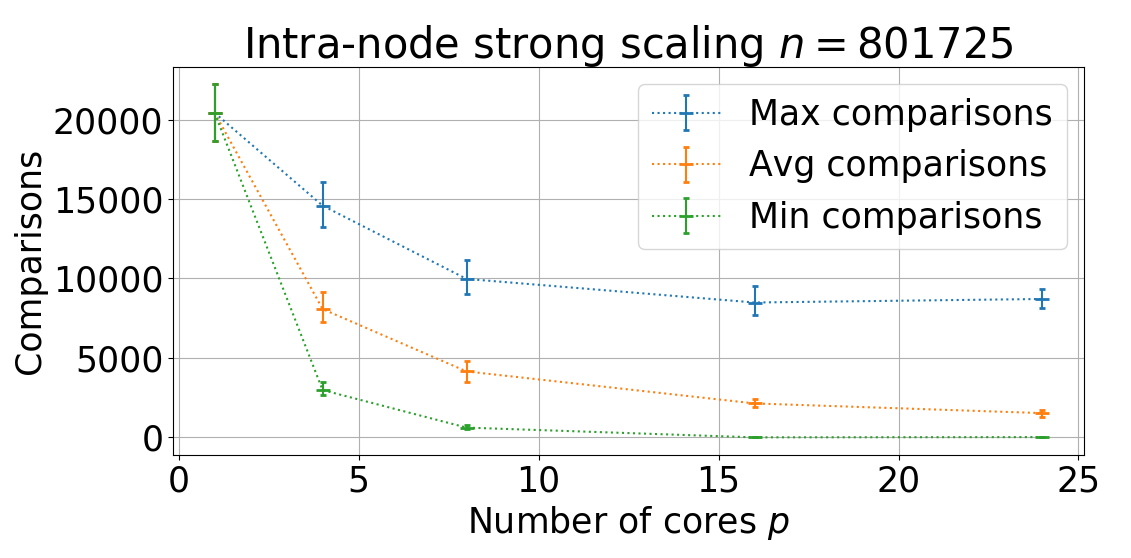 Intra-node strong scaling n = 801725
Max comparisons
Avg comparisons
Min comparisons
Comparisons
20000
15000
10000
5000
0
0 5 10 15 20 25
Number of cores p